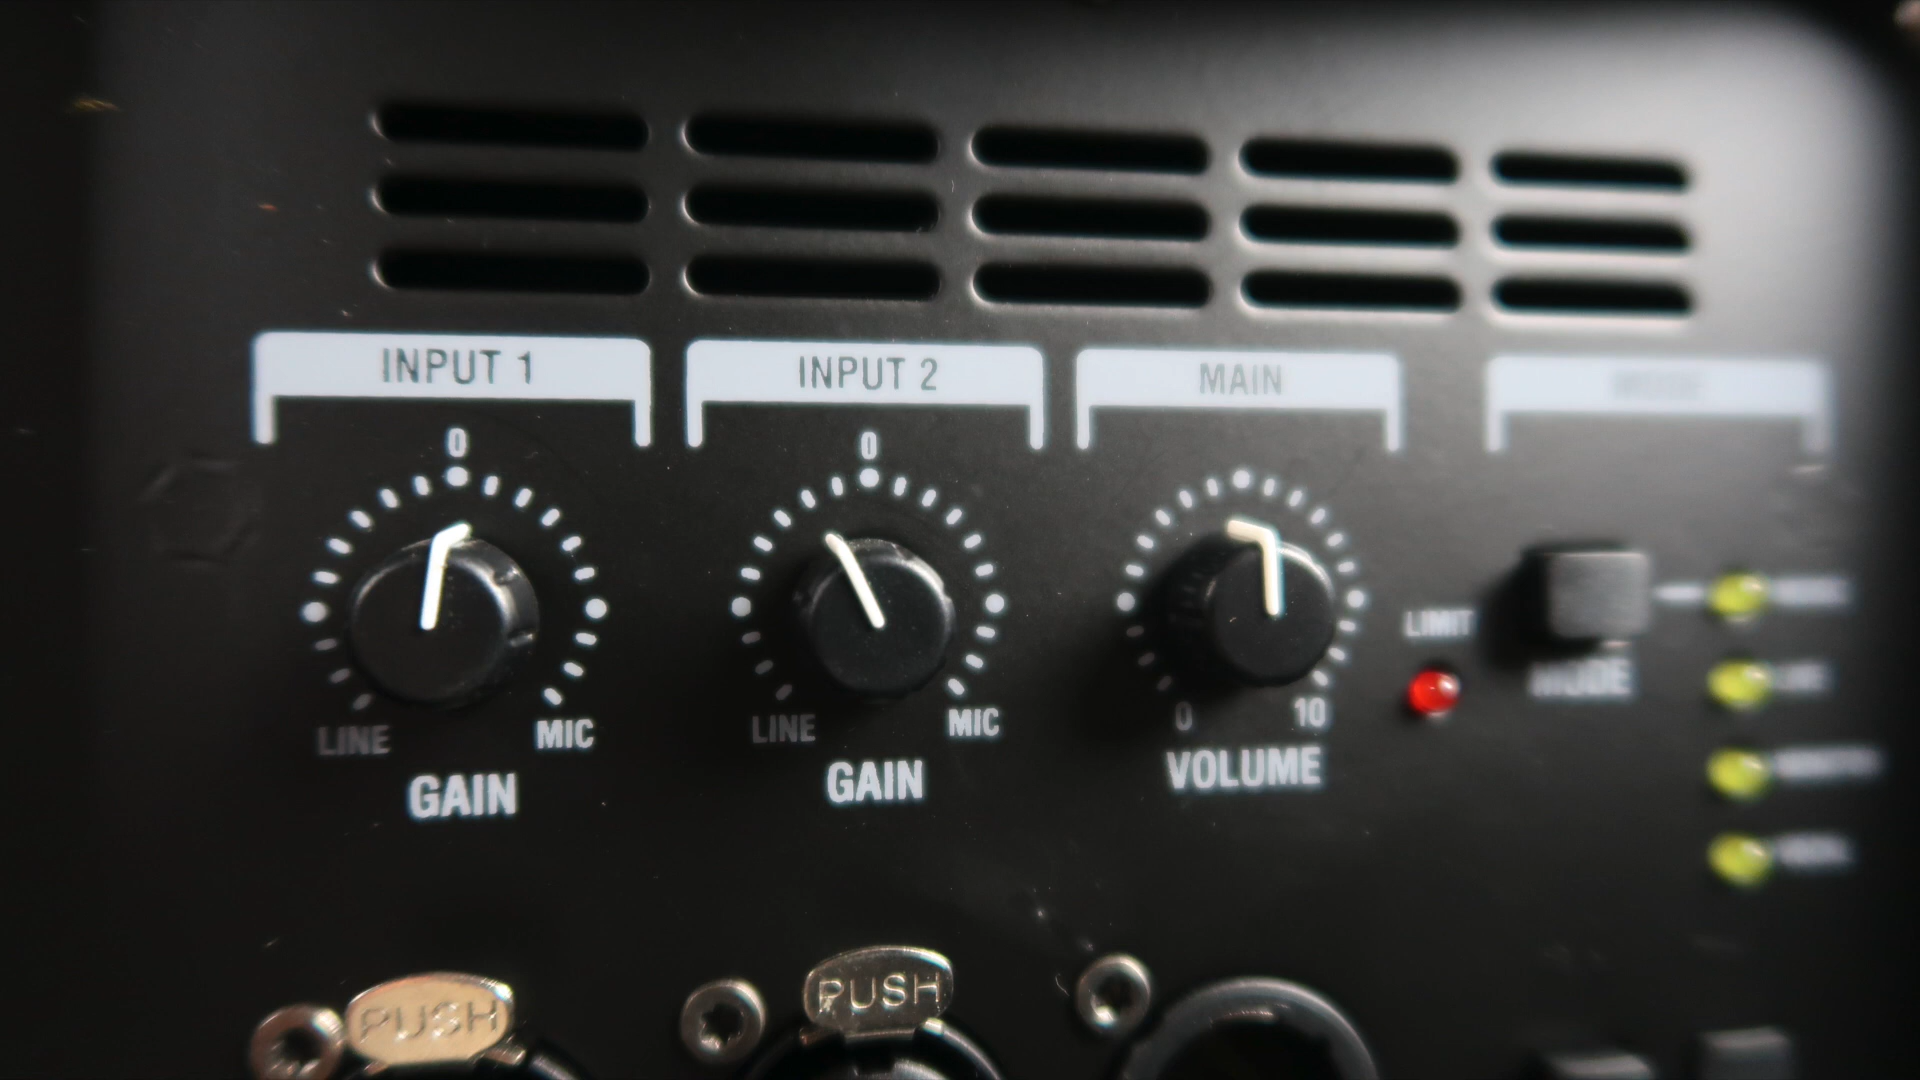 INPUT 1
INPUT 2
MAIN
MODE
0
0
LIMIT
MODE
LINE
MIC
LINE
MIC
0
10
GAIN
GAIN
VOLUME
PUSH
PUSH